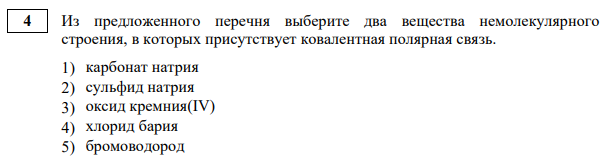 4 Из предложенного перечня выберите два вещества немолекулярного
строения, в которых присутствует ковалентная полярная связь.
1) карбонат натрия
2) сульфид натрия
3) оксид кремния(IV)
4) хлорид бария
5) бромоводород